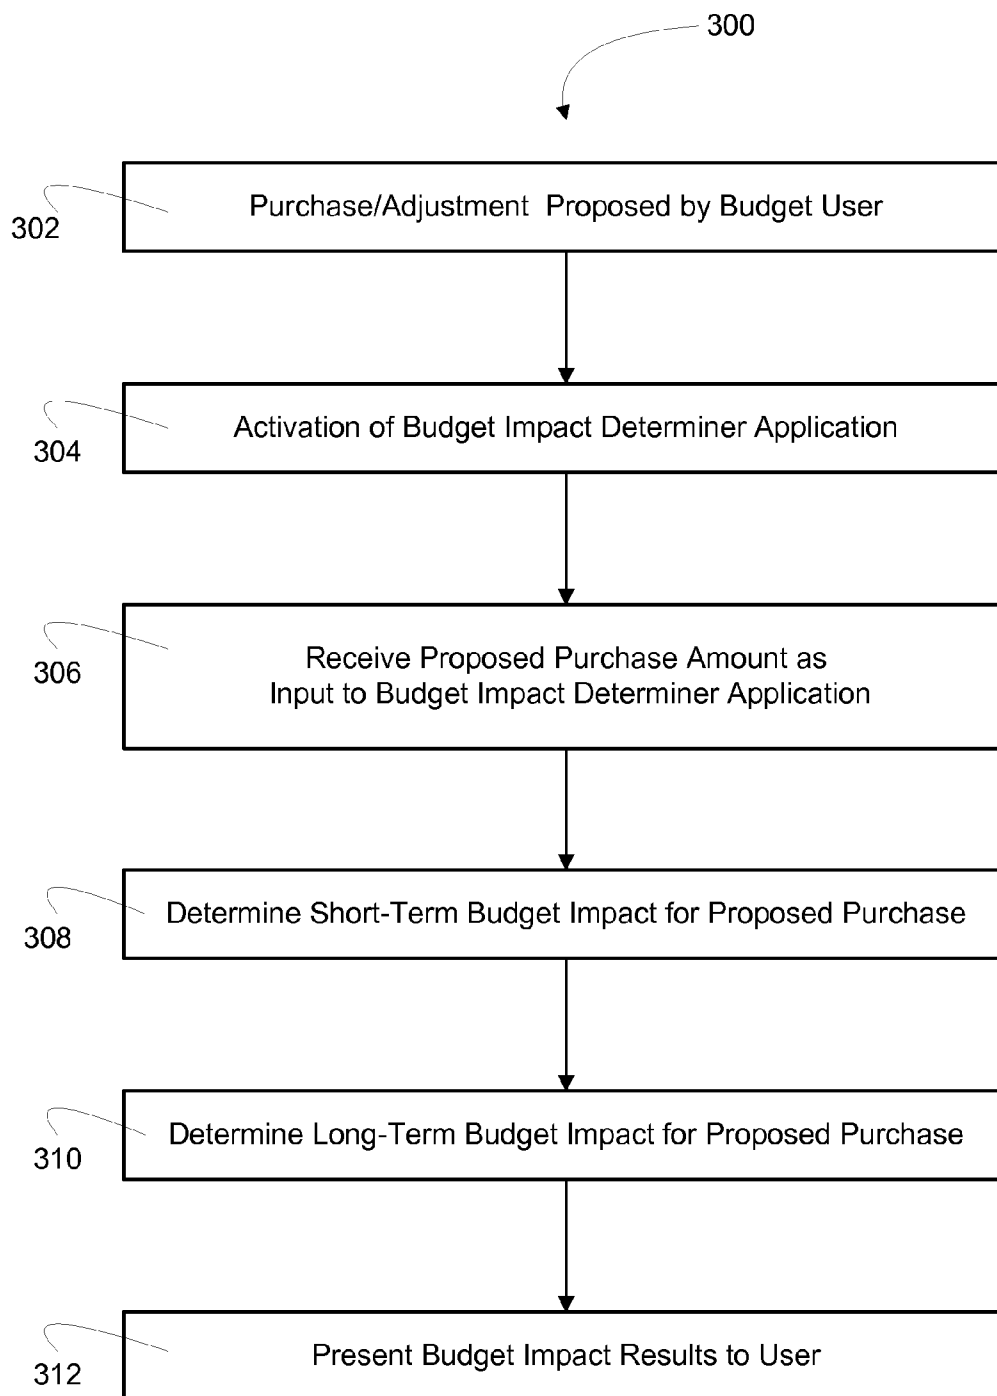 300
Purchase/Adjustment Proposed by Budget User
302
Activation of Budget Impact Determiner Application
304
Receive Proposed Purchase Amount as
Input to Budget Impact Determiner Application
306
Determine Short-Term Budget Impact for Proposed Purchase
308
Determine Long-Term Budget Impact for Proposed Purchase
310
Present Budget Impact Results to User
312